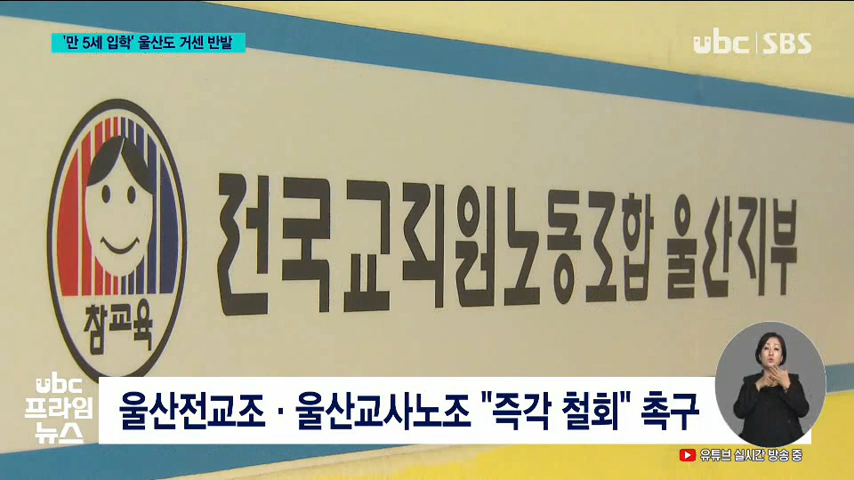 '만 5세 입학' 울산도 거센 반발
ubc SBS
전국교직원노동조합 울산지부
참교육
ubc
프라임
뉴스
울산전교조·울산교사노조 "즉각 철회" 촉구
유튜브 실시간 방송 중